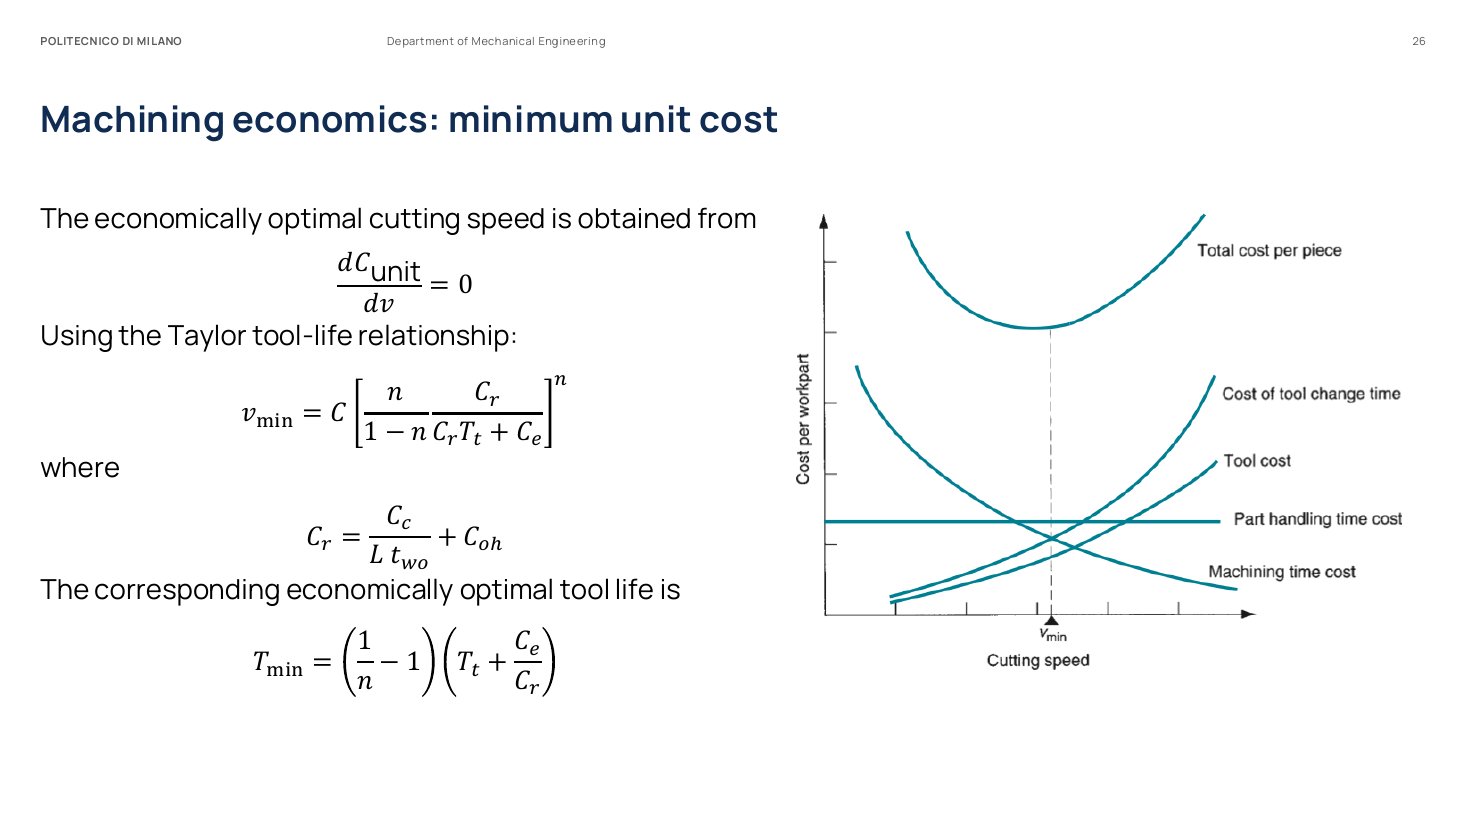 POLITECNICO DI MILANO
Department of Mechanical Engineering
26
Machining economics: minimum unit cost
The economically optimal cutting speed is obtained from
dC_unit/dv = 0
Using the Taylor tool-life relationship:
v_min = C [n/(1 − n) C_r/(C_r T_t + C_e)]^n
where
C_r = C_c/(L t_wo) + C_oh
The corresponding economically optimal tool life is
T_min = (1/n − 1)(T_t + C_e/C_r)
Total cost per piece
Cost of tool change time
Tool cost
Part handling time cost
Machining time cost
Cost per workpart
v_min
Cutting speed